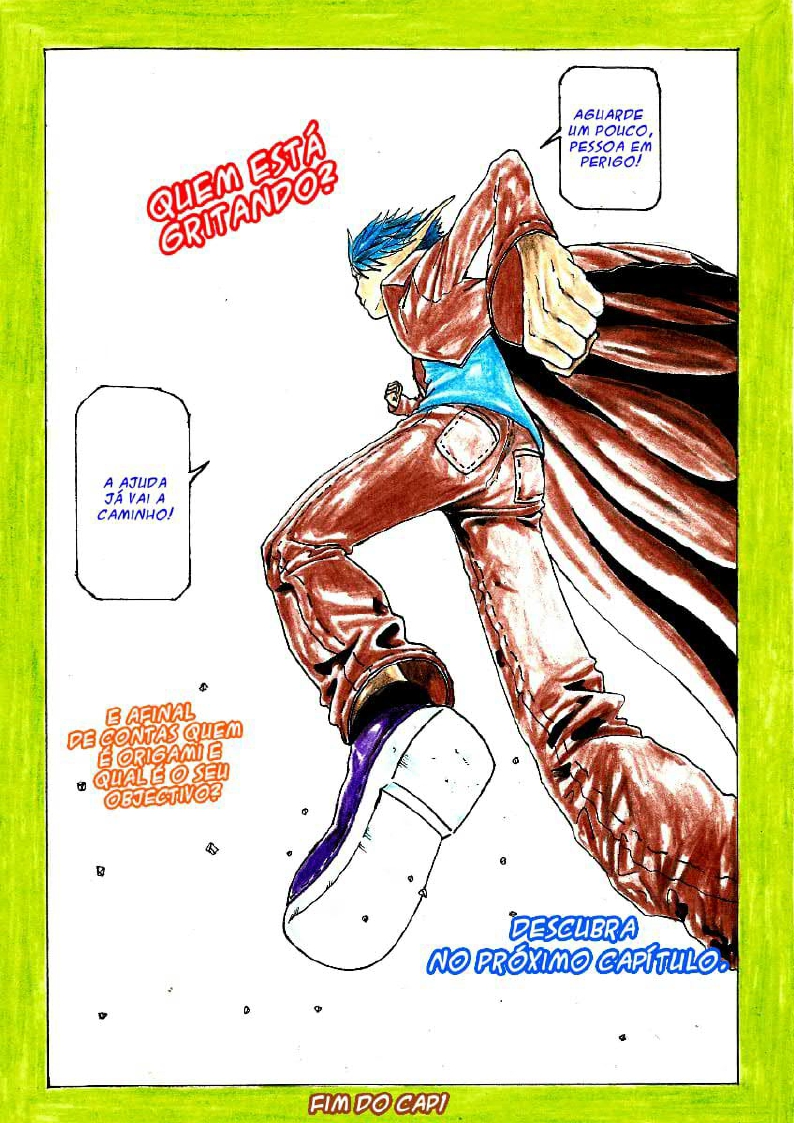 QUEM ESTÁ
GRITANDO?
AGUARDE
UM POUCO,
PESSOA EM
PERIGO!
A AJUDA
JÁ VAI A
CAMINHO!
E AFINAL
DE CONTAS QUEM
É ORIGAMI E
QUAL É O SEU
OBJECTIVO?
DESCUBRA
NO PRÓXIMO CAPÍTULO.
FIM DO CAP1